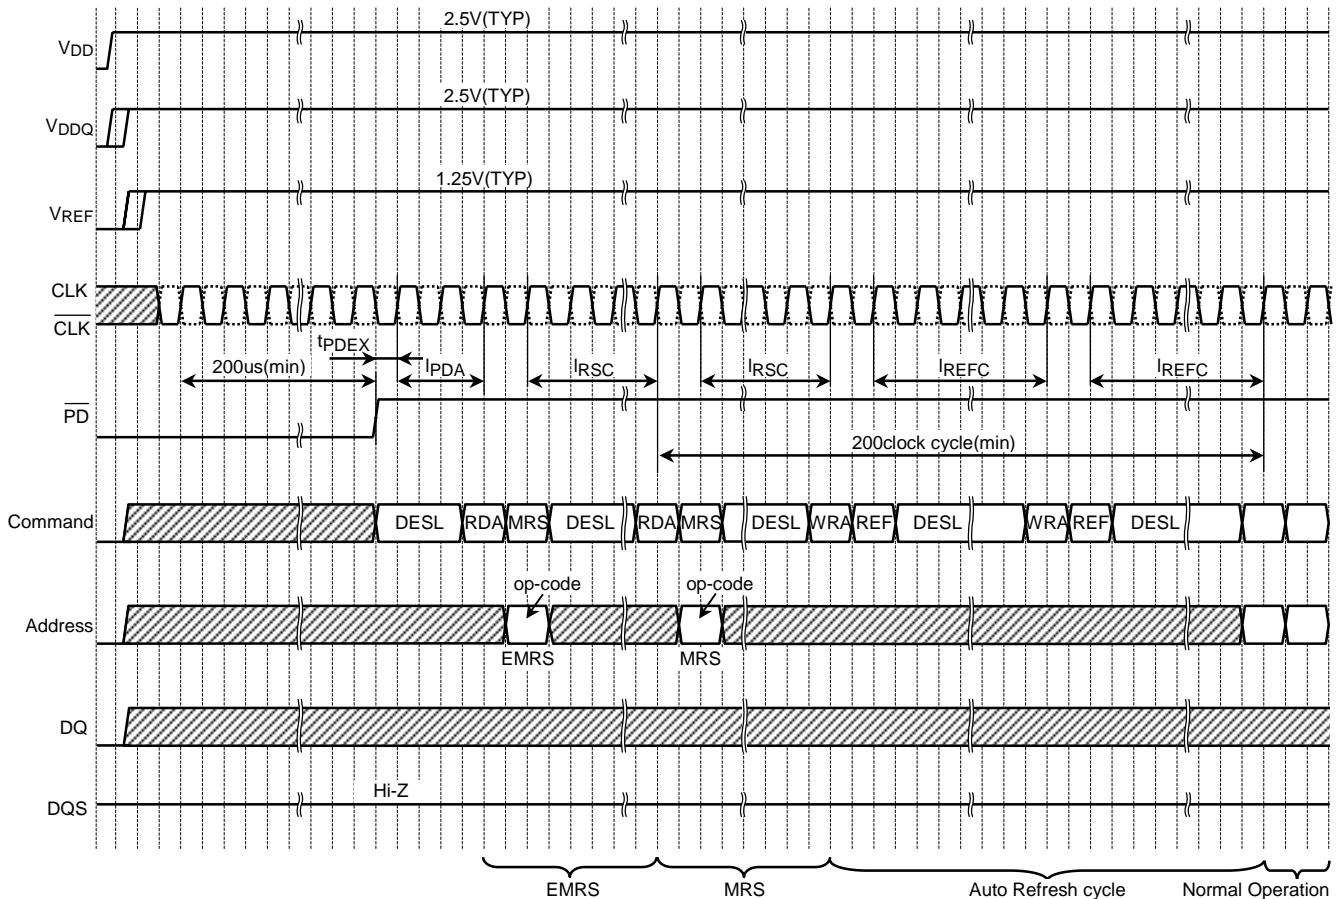 2.5V(TYP)
VDD
2.5V(TYP)
VDDQ
1.25V(TYP)
VREF
CLK
CLK
tPDEX
200us(min)
lPDA
lRSC
lRSC
lREFC
lREFC
PD
200clock cycle(min)
Command
DESL
RDA
MRS
DESL
RDA
MRS
DESL
WRA
REF
DESL
WRA
REF
DESL
op-code
op-code
Address
EMRS
MRS
DQ
Hi-Z
DQS
EMRS
MRS
Auto Refresh cycle
Normal Operation